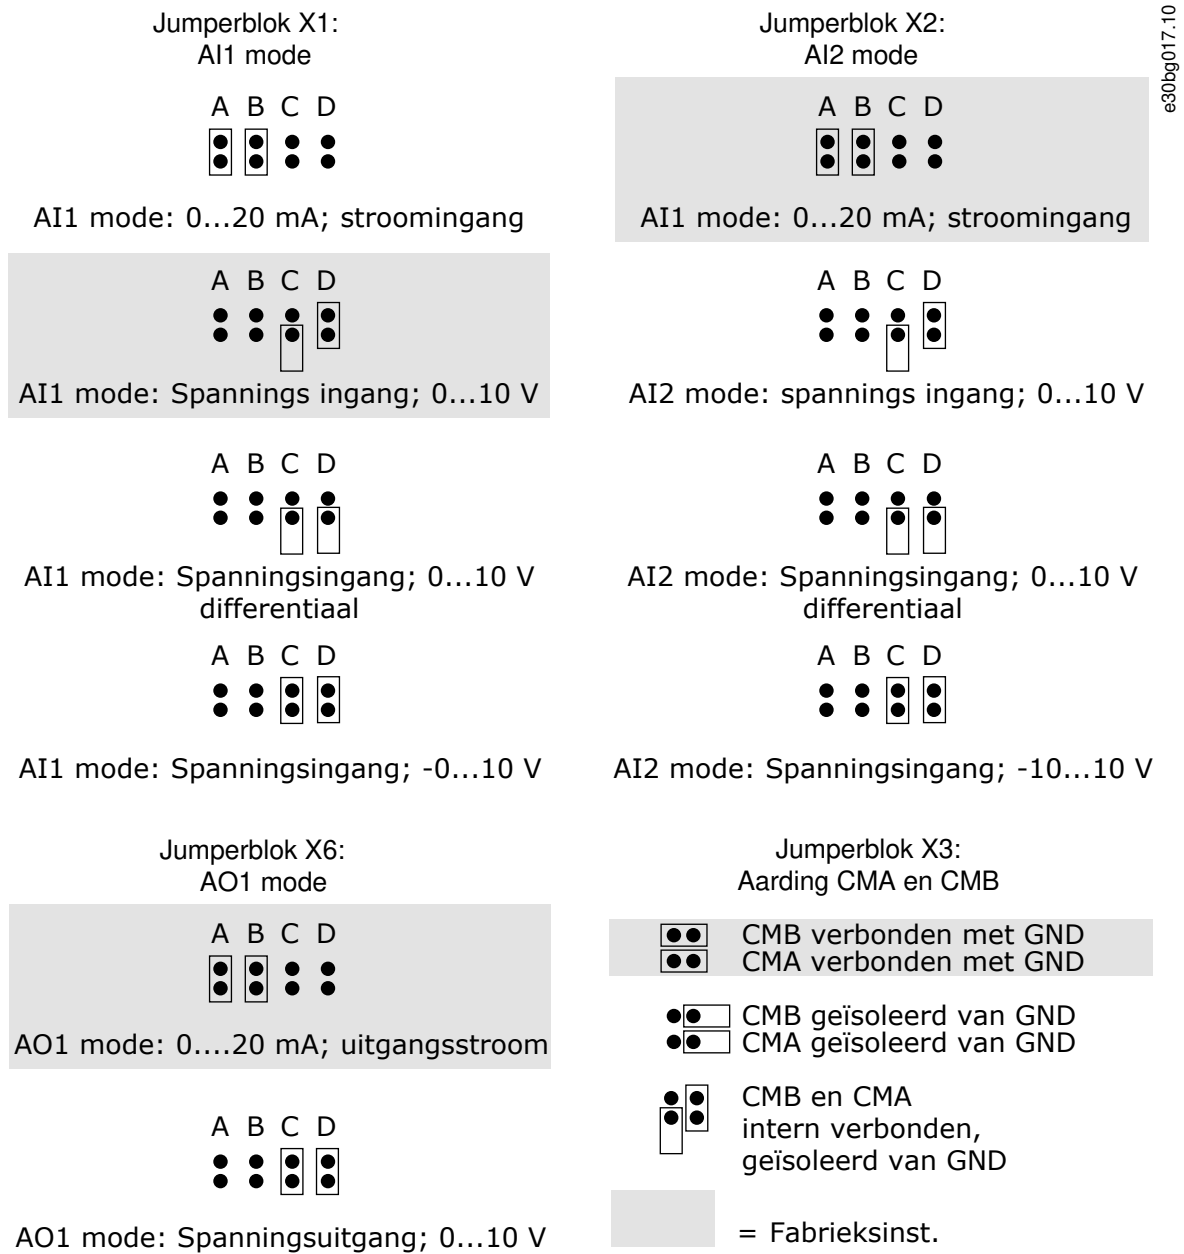 Jumperblok X1:
AI1 mode
A B C D
AI1 mode: 0...20 mA; stroomingang
A B C D
AI1 mode: Spannings ingang; 0...10 V
A B C D
AI1 mode: Spanningsingang; 0...10 V
differentiaal
A B C D
AI1 mode: Spanningsingang; -0...10 V
Jumperblok X2:
AI2 mode
A B C D
AI1 mode: 0...20 mA; stroomingang
A B C D
AI2 mode: spannings ingang; 0...10 V
A B C D
AI2 mode: Spanningsingang; 0...10 V
differentiaal
A B C D
AI2 mode: Spanningsingang; -10...10 V
Jumperblok X6:
AO1 mode
A B C D
AO1 mode: 0....20 mA; uitgangsstroom
A B C D
AO1 mode: Spanningsuitgang; 0...10 V
Jumperblok X3:
Aarding CMA en CMB
CMB verbonden met GND
CMA verbonden met GND
CMB geïsoleerd van GND
CMA geïsoleerd van GND
CMB en CMA
intern verbonden,
geïsoleerd van GND
= Fabrieksinst.
e30bg017.10